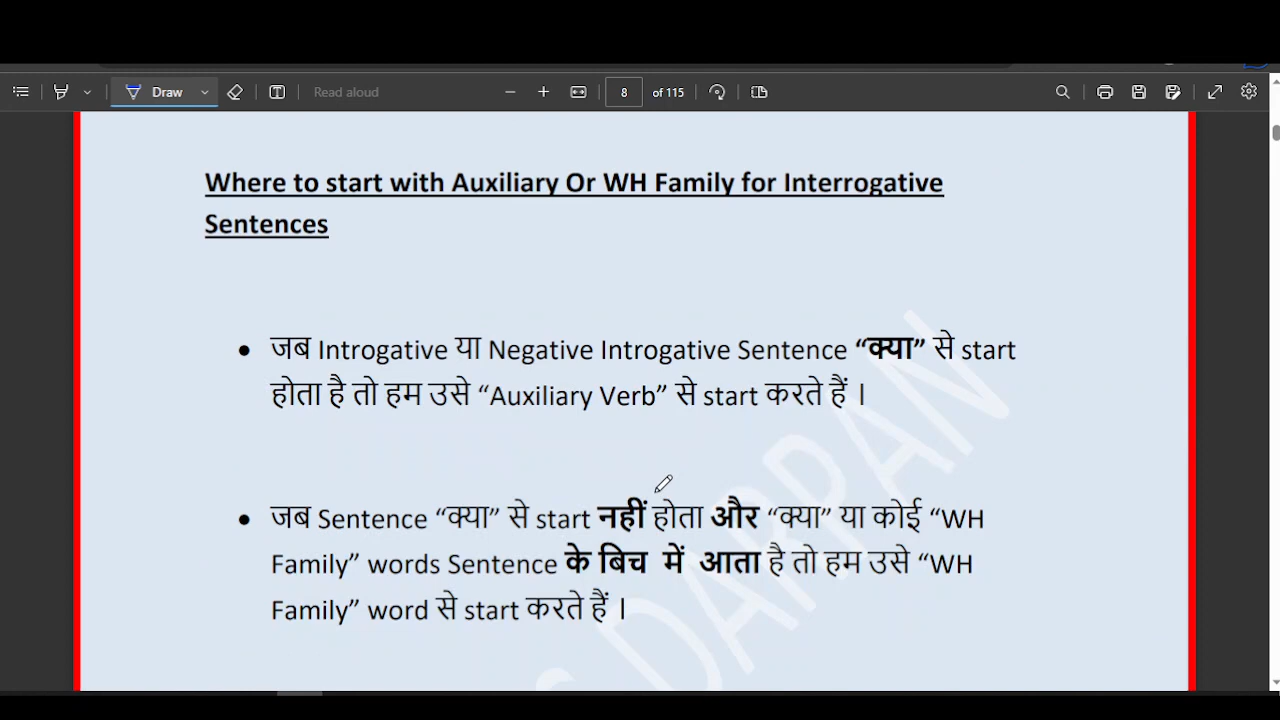 Draw
Read aloud
8 of 115
Where to start with Auxiliary Or WH Family for Interrogative
Sentences
• जब Introgative या Negative Introgative Sentence “क्या” से start
होता है तो हम उसे “Auxiliary Verb” से start करते हैं ।
• जब Sentence “क्या” से start नहीं होता और “क्या” या कोई “WH
Family” words Sentence के बिच में आता है तो हम उसे “WH
Family” word से start करते हैं ।
DARPAN